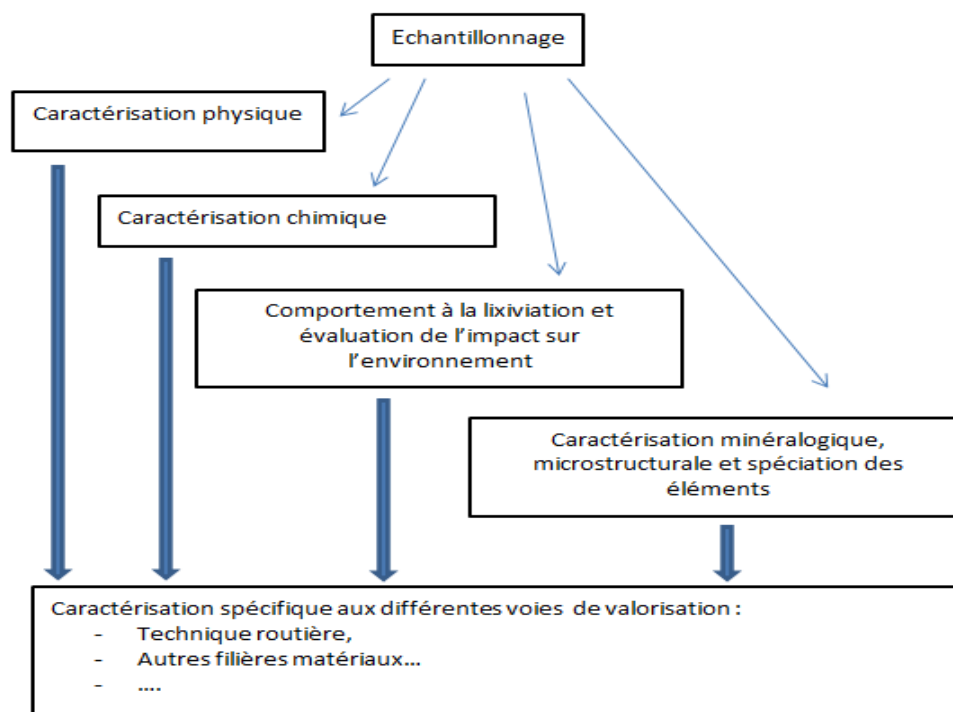 Echantillonnage
Caractérisation physique
Caractérisation chimique
Comportement à la lixiviation et
évaluation de l'impact sur
l'environnement
Caractérisation minéralogique,
microstructurale et spéciation des
éléments
Caractérisation spécifique aux différentes voies de valorisation :
- Technique routière,
- Autres filières matériaux...
- ....